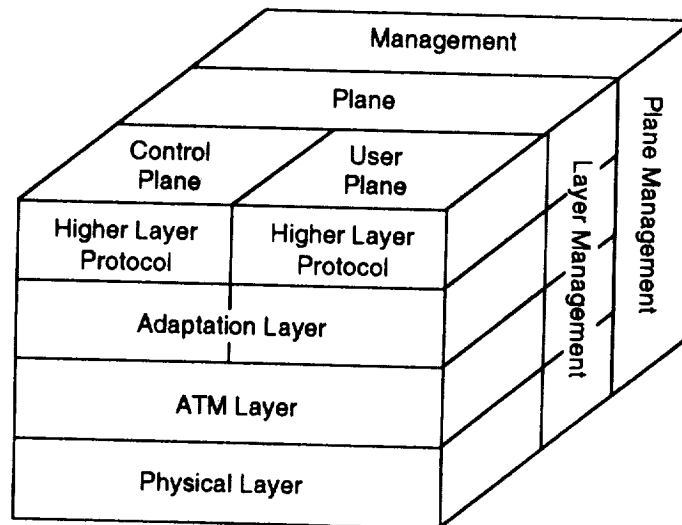 Management
Plane
Control
Plane
User
Plane
Higher Layer
Protocol
Higher Layer
Protocol
Adaptation Layer
ATM Layer
Physical Layer
Layer Management
Plane Management